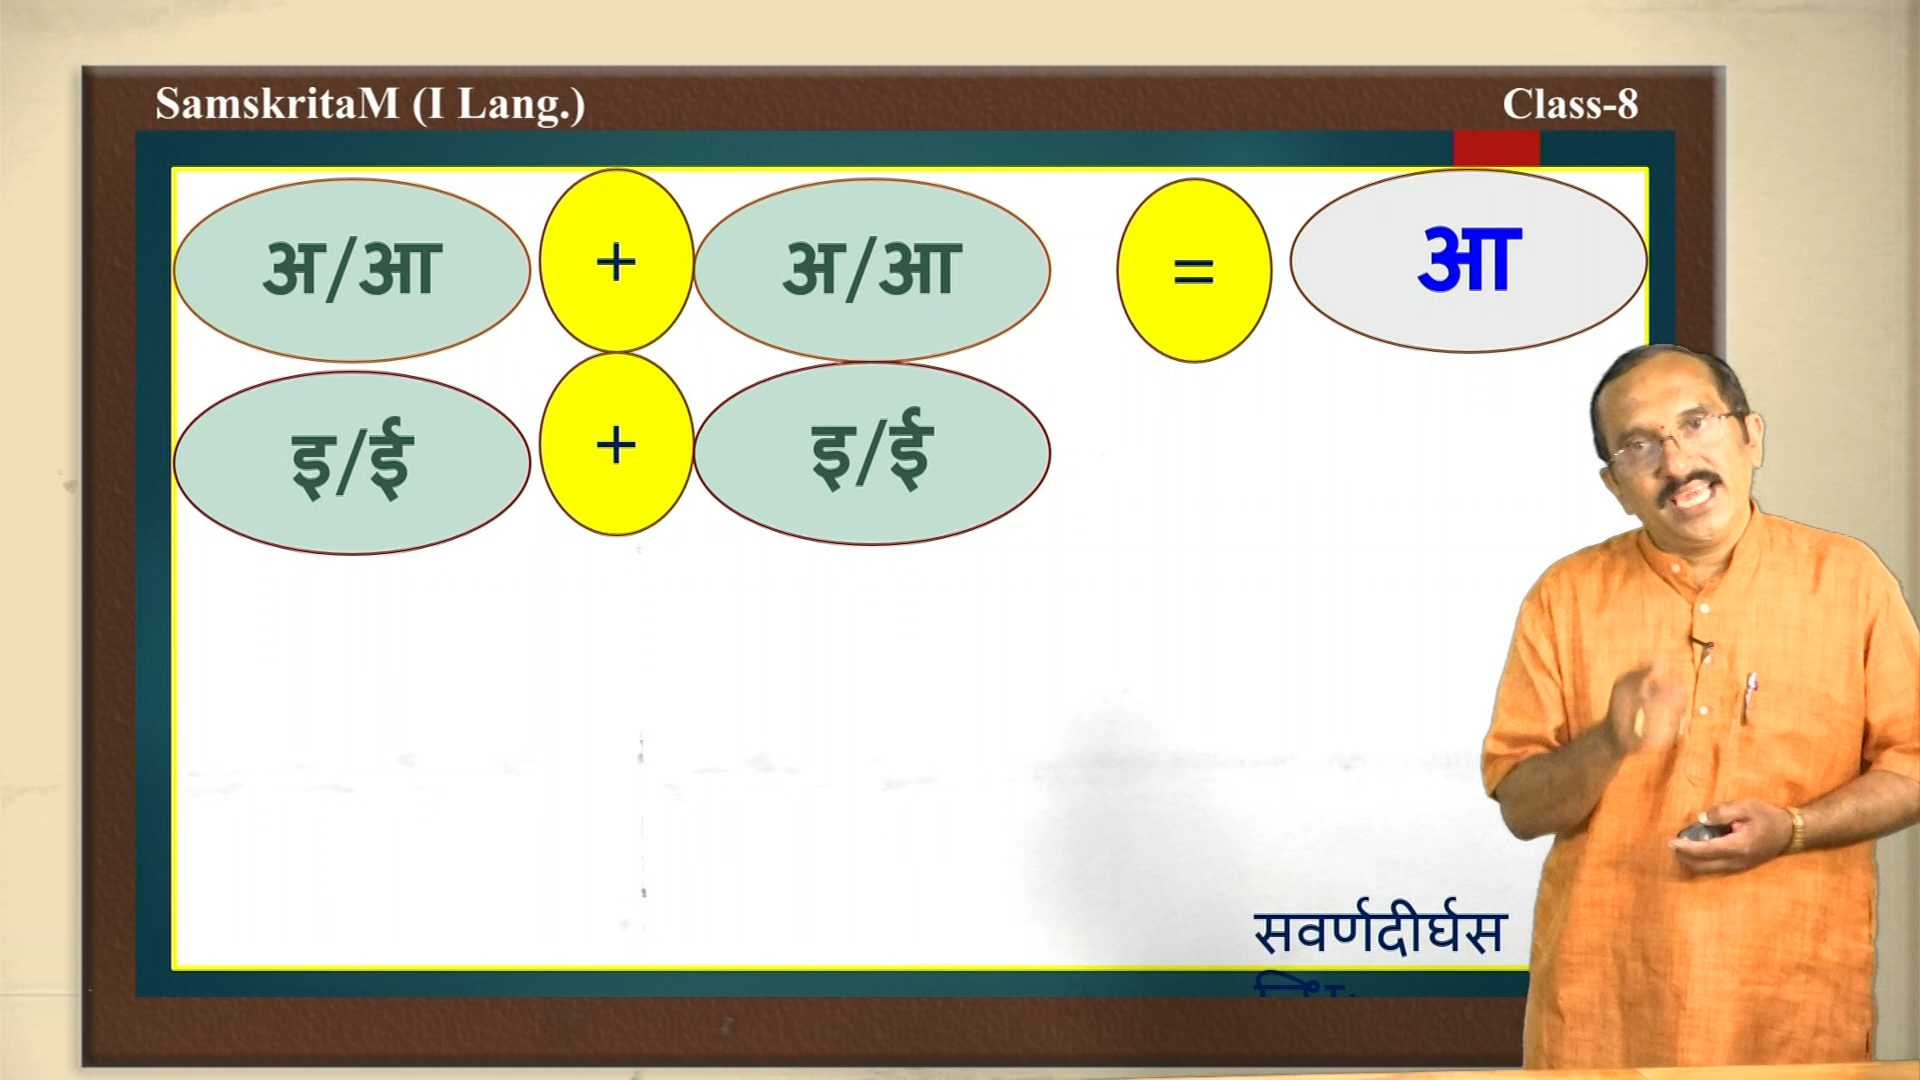 SamskritaM (I Lang.) Class-8
अ/आ + अ/आ = आ
इ/ई + इ/ई
सवर्णदीर्घस